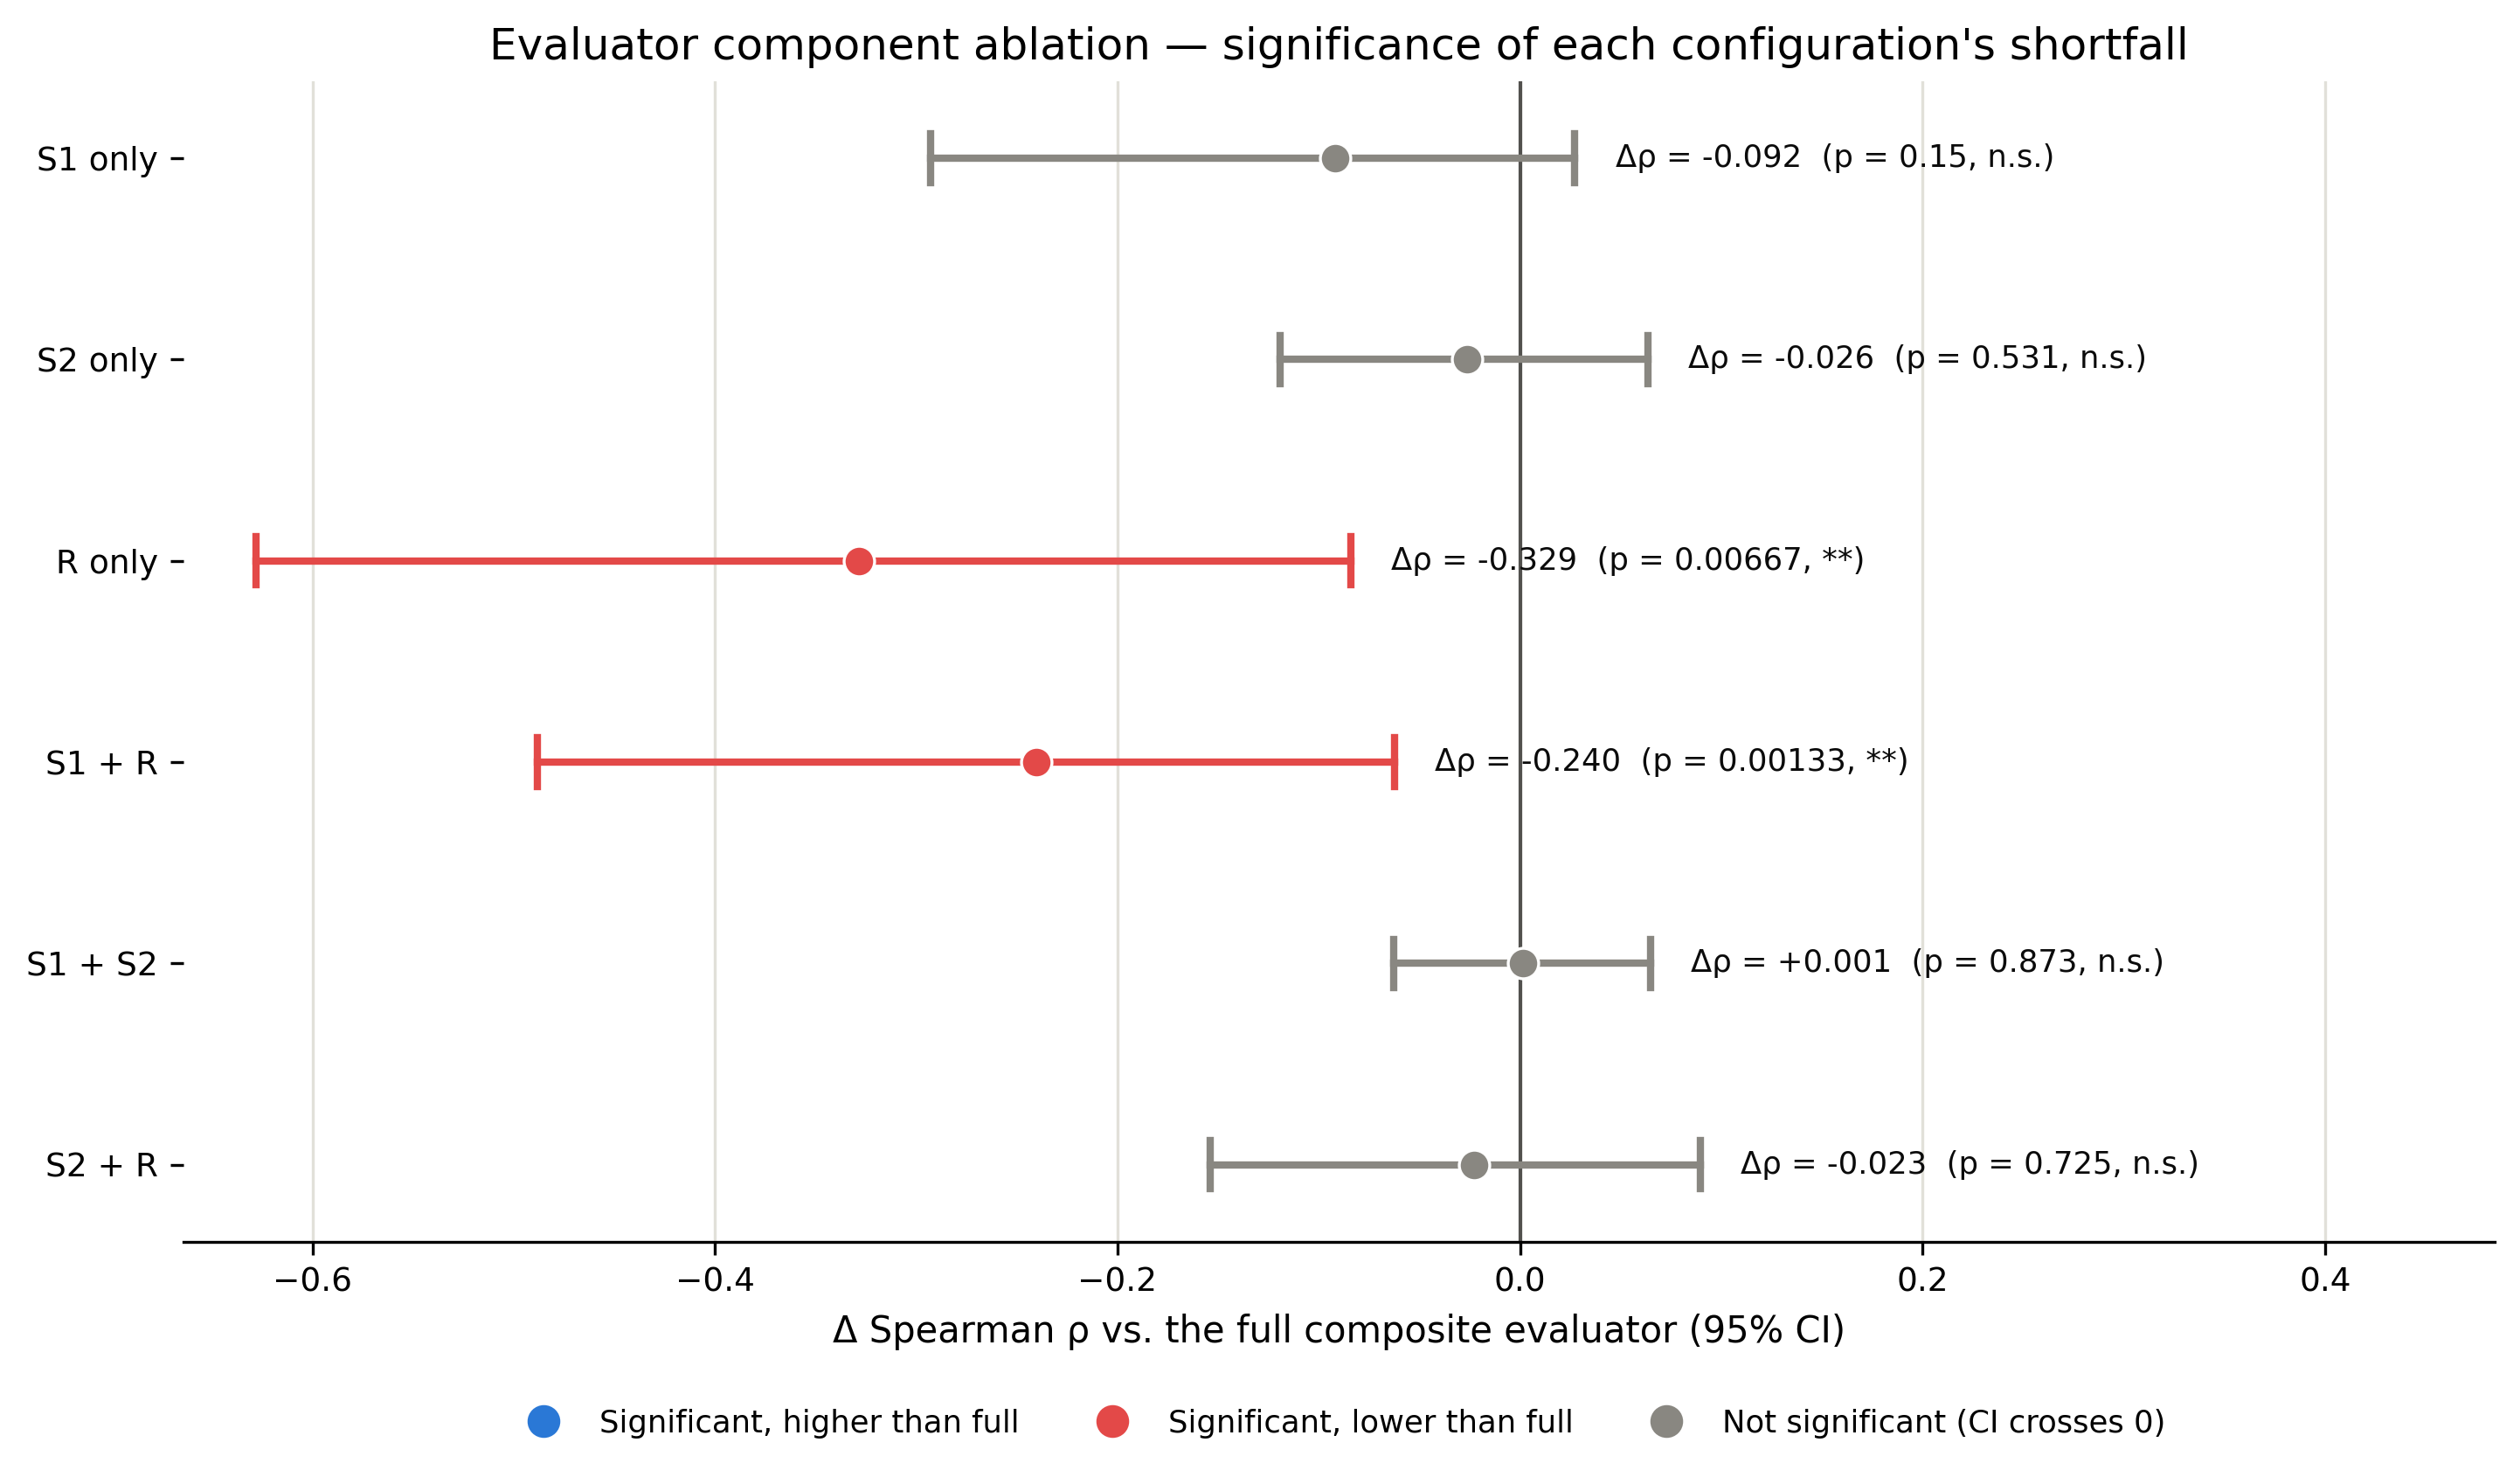 Evaluator component ablation — significance of each configuration's shortfall
S1 only
Δρ = -0.092  (p = 0.15, n.s.)
S2 only
Δρ = -0.026  (p = 0.531, n.s.)
R only
Δρ = -0.329  (p = 0.00667, **)
S1 + R
Δρ = -0.240  (p = 0.00133, **)
S1 + S2
Δρ = +0.001  (p = 0.873, n.s.)
S2 + R
Δρ = -0.023  (p = 0.725, n.s.)
−0.6 −0.4 −0.2 0.0 0.2 0.4
Δ Spearman ρ vs. the full composite evaluator (95% CI)
Significant, higher than full Significant, lower than full Not significant (CI crosses 0)